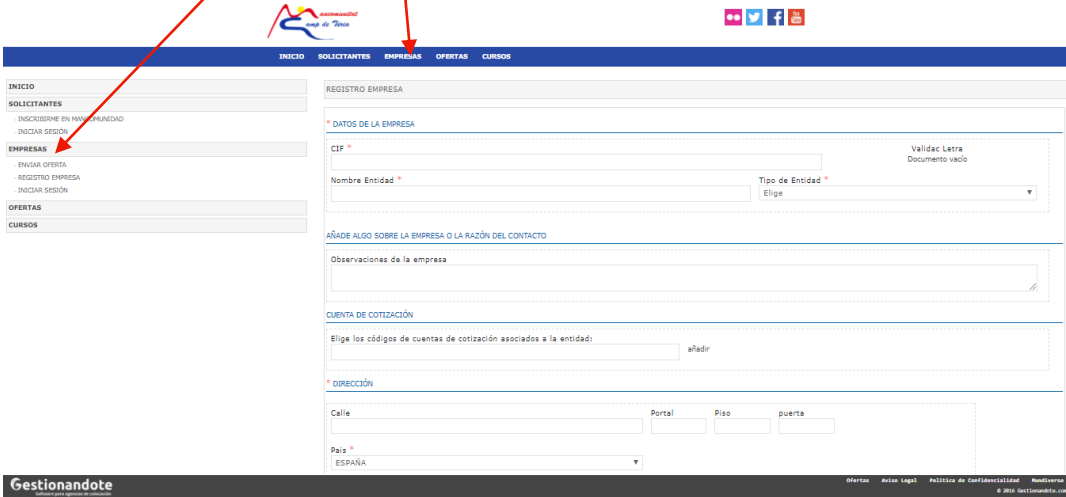 ancomunitat
amp de Túria
INICIO SOLICITANTES EMPRESAS OFERTAS CURSOS
INICIO
SOLICITANTES
- INSCRIBIRME EN MANCOMUNIDAD
- INICIAR SESIÓN
EMPRESAS
- ENVIAR OFERTA
- REGISTRO EMPRESA
- INICIAR SESIÓN
OFERTAS
CURSOS
REGISTRO EMPRESA
* DATOS DE LA EMPRESA
CIF *
Validac Letra
Documento vacío
Nombre Entidad * Tipo de Entidad *
Elige
AÑADE ALGO SOBRE LA EMPRESA O LA RAZÓN DEL CONTACTO
Observaciones de la empresa
CUENTA DE COTIZACIÓN
Elige los códigos de cuentas de cotización asociados a la entidad:
añadir
* DIRECCIÓN
Calle Portal Piso puerta
Pais *
ESPAÑA
Gestionandote
Software para agencias de colocación
Ofertas Aviso Legal Política de Confidencialidad Mundiverso
© 2016 Gestionandote.com